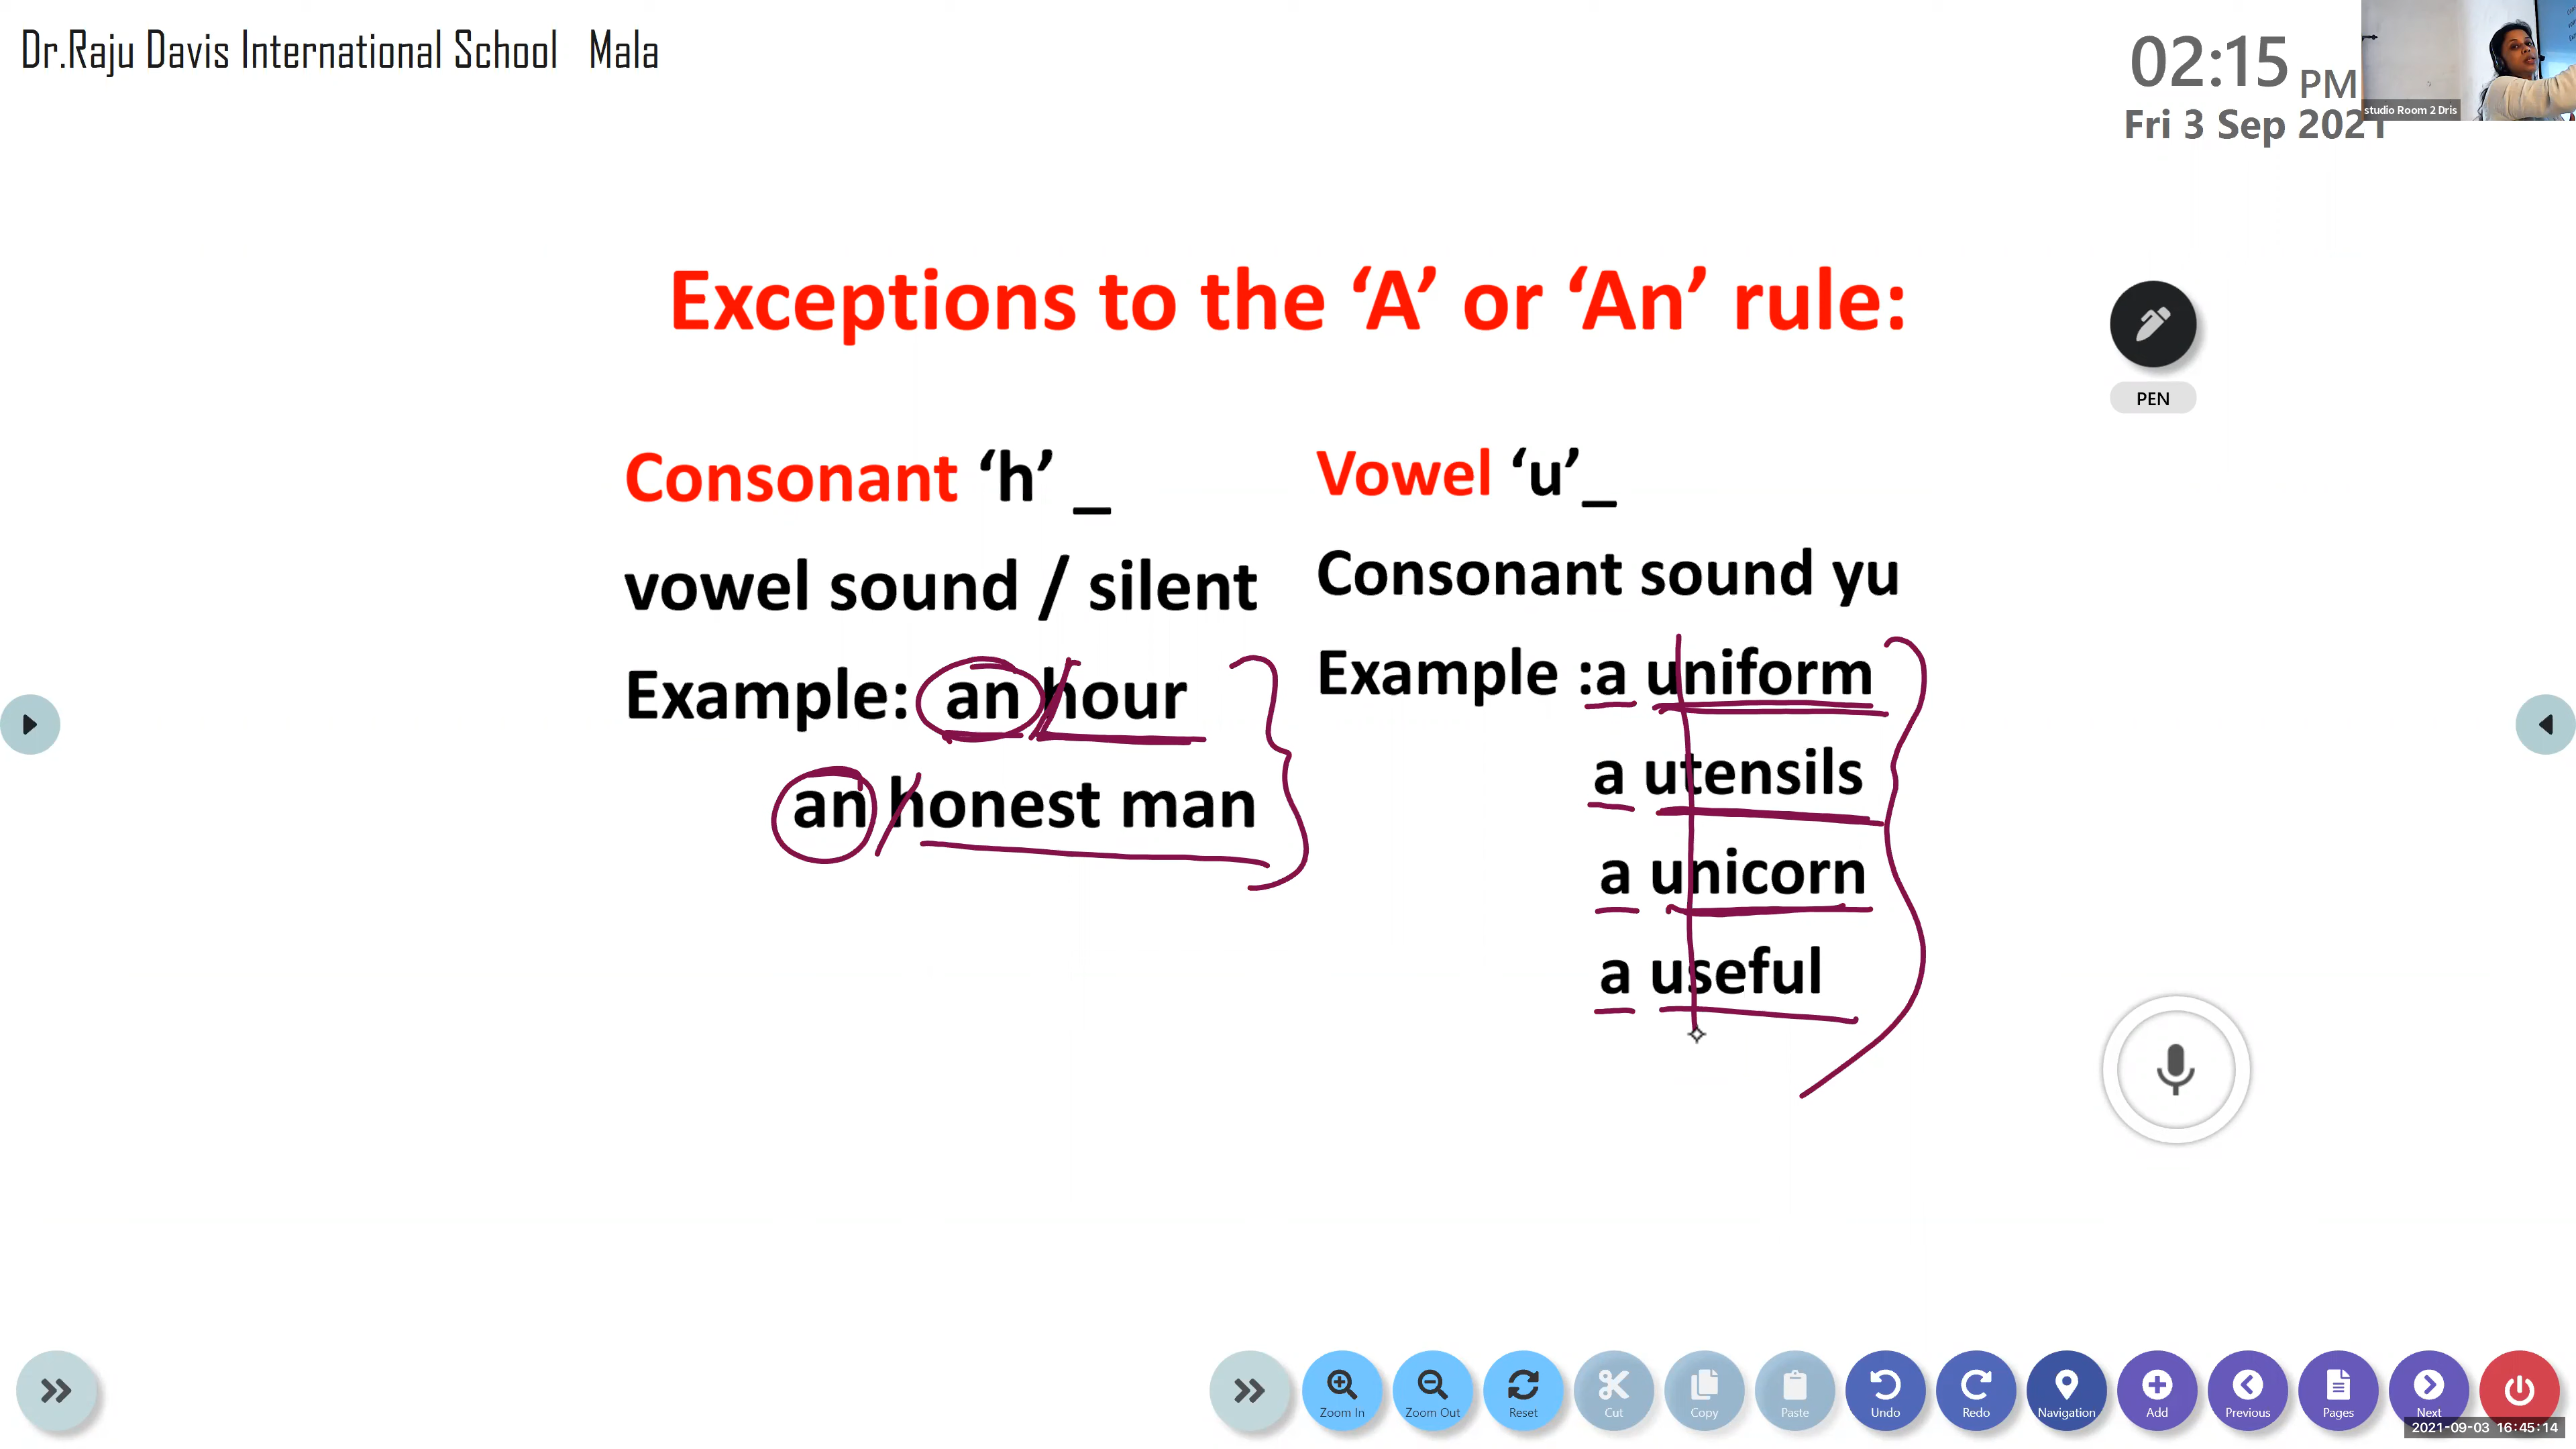 Dr.Raju Davis International School Mala
02:15 PM
Fri 3 Sep 2021
studio Room 2 Dris
Exceptions to the ‘A’ or ‘An’ rule:
PEN
Consonant ‘h’ _
vowel sound / silent
Example: an hour
an honest man
Vowel ‘u’_
Consonant sound yu
Example :a uniform
a utensils
a unicorn
a useful
Zoom In
Zoom Out
Reset
Cut
Copy
Paste
Undo
Redo
Navigation
Add
Previous
Pages
Next
2021-09-03 16:45:14